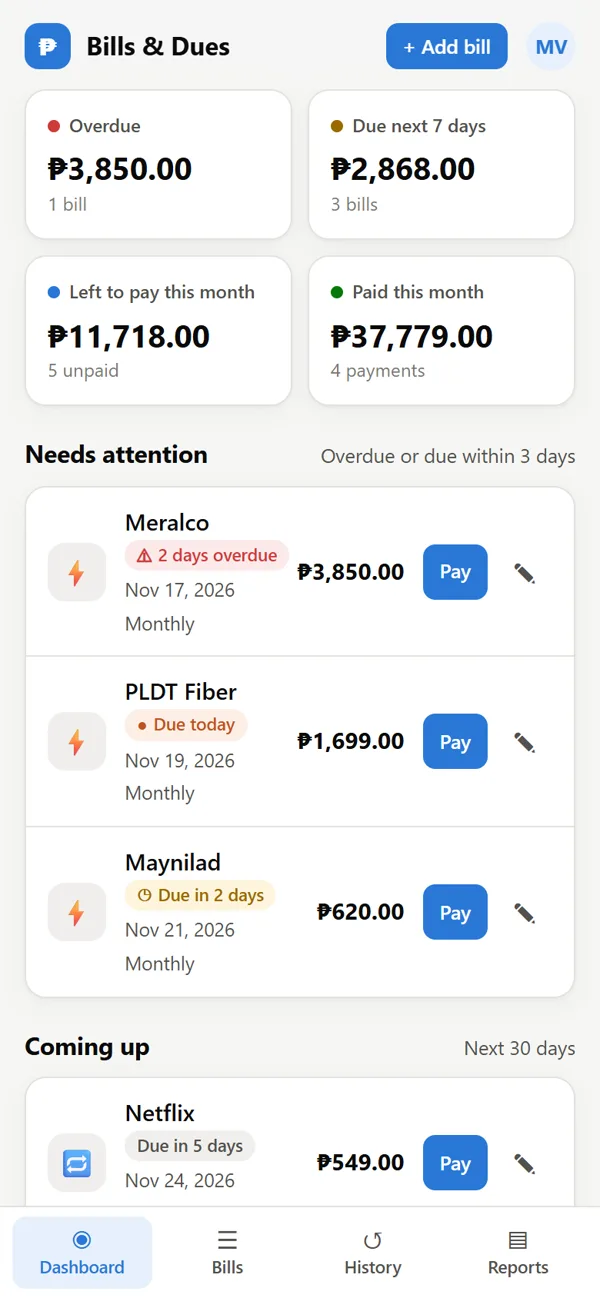 ₱ Bills & Dues + Add bill MV
Overdue
₱3,850.00
1 bill
Due next 7 days
₱2,868.00
3 bills
Left to pay this month
₱11,718.00
5 unpaid
Paid this month
₱37,779.00
4 payments
Needs attention Overdue or due within 3 days
Meralco
⚠ 2 days overdue
Nov 17, 2026
Monthly
₱3,850.00 Pay
PLDT Fiber
● Due today
Nov 19, 2026
Monthly
₱1,699.00 Pay
Maynilad
Due in 2 days
Nov 21, 2026
Monthly
₱620.00 Pay
Coming up Next 30 days
Netflix
Due in 5 days
Nov 24, 2026
₱549.00 Pay
Dashboard Bills History Reports